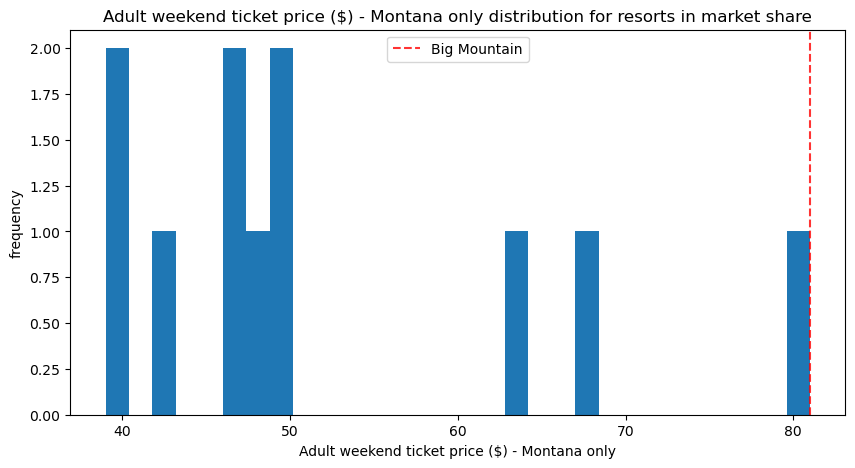 Adult weekend ticket price ($) - Montana only distribution for resorts in market share
Big Mountain
frequency
2.00
1.75
1.50
1.25
1.00
0.75
0.50
0.25
0.00
40 50 60 70 80
Adult weekend ticket price ($) - Montana only